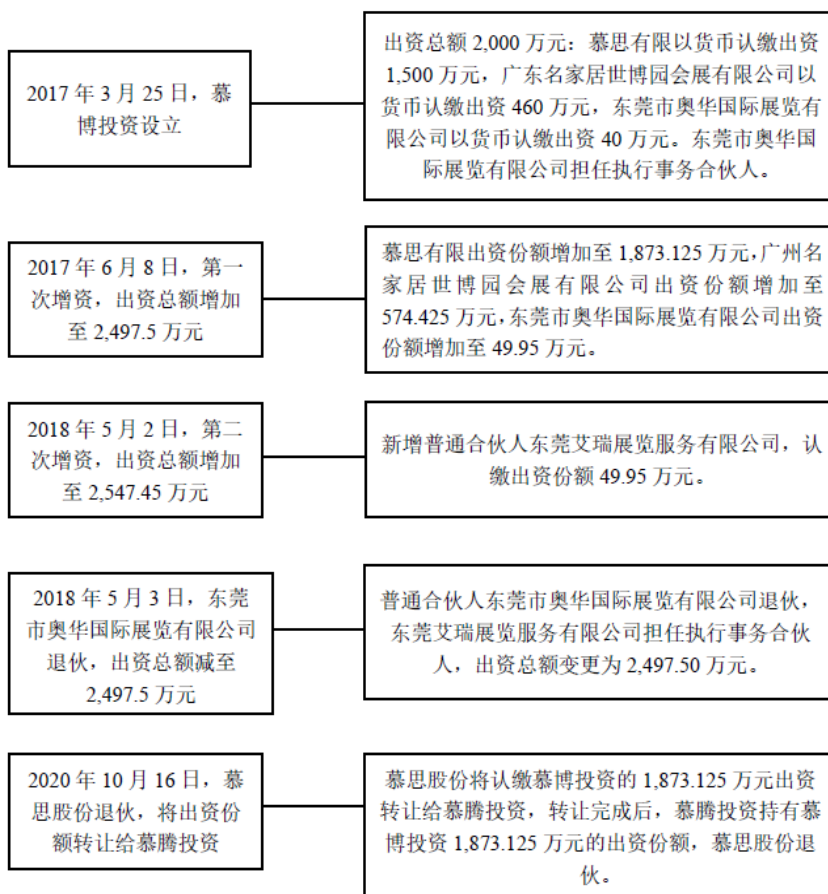 2017 年 3 月 25 日，慕
博投资设立
出资总额 2,000 万元：慕思有限以货币认缴出资
1,500 万元，广东名家居世博园会展有限公司以
货币认缴出资 460 万元，东莞市奥华国际展览有
限公司以货币认缴出资 40 万元。东莞市奥华国
际展览有限公司担任执行事务合伙人。
2017 年 6 月 8 日，第一
次增资，出资总额增加
至 2,497.5 万元
慕思有限出资份额增加至 1,873.125 万元，广州名
家居世博园会展有限公司出资份额增加至
574.425 万元，东莞市奥华国际展览有限公司出资
份额增加至 49.95 万元。
2018 年 5 月 2 日，第二
次增资，出资总额增加
至 2,547.45 万元
新增普通合伙人东莞艾瑞展览服务有限公司，认
缴出资份额 49.95 万元。
2018 年 5 月 3 日，东莞
市奥华国际展览有限公司
退伙，出资总额减至
2,497.5 万元
普通合伙人东莞市奥华国际展览有限公司退伙，
东莞艾瑞展览服务有限公司担任执行事务合伙
人，出资总额变更为 2,497.50 万元。
2020 年 10 月 16 日，慕
思股份退伙，将出资份
额转让给慕腾投资
慕思股份将认缴慕博投资的 1,873.125 万元出资
转让给慕腾投资，转让完成后，慕腾投资持有慕
博投资 1,873.125 万元的出资份额，慕思股份退
伙。